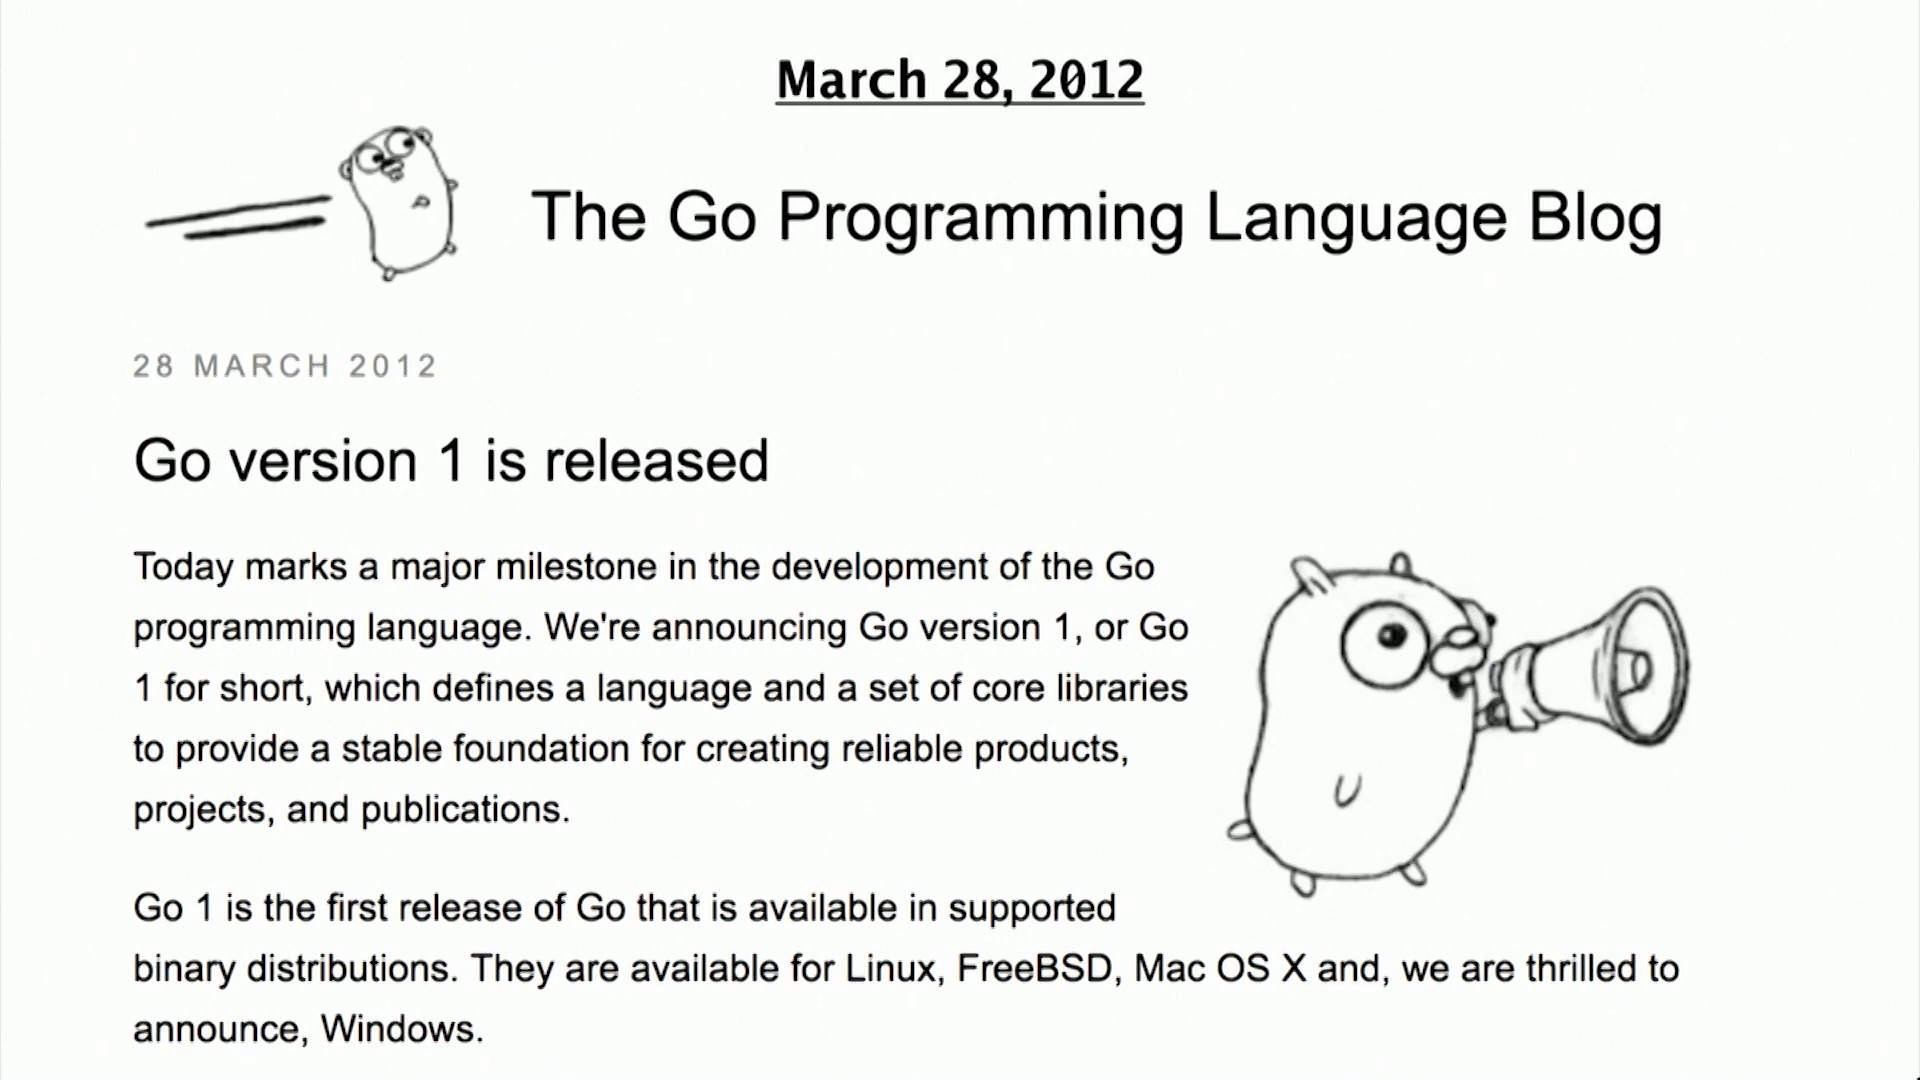 March 28, 2012
The Go Programming Language Blog
28 MARCH 2012
Go version 1 is released
Today marks a major milestone in the development of the Go
programming language. We're announcing Go version 1, or Go
1 for short, which defines a language and a set of core libraries
to provide a stable foundation for creating reliable products,
projects, and publications.
Go 1 is the first release of Go that is available in supported
binary distributions. They are available for Linux, FreeBSD, Mac OS X and, we are thrilled to
announce, Windows.